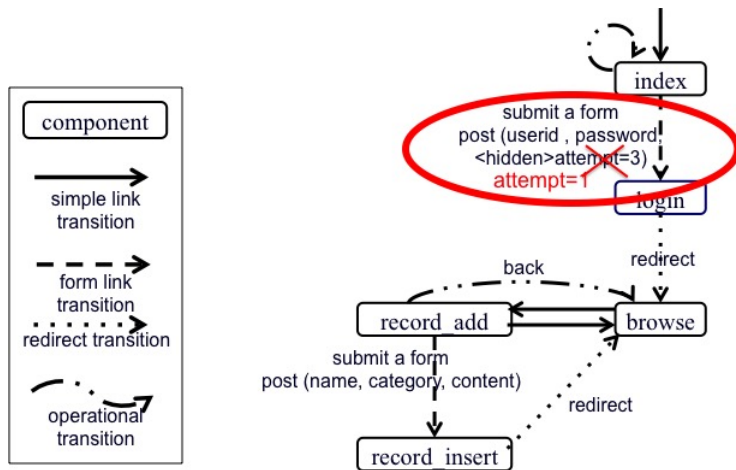 component
simple link
transition
form link
transition
redirect transition
operational
transition
index
submit a form
post (userid , password,
<hidden>attempt=3)
attempt=1
login
redirect
back
record_add
browse
submit a form
post (name, category, content)
redirect
record_insert